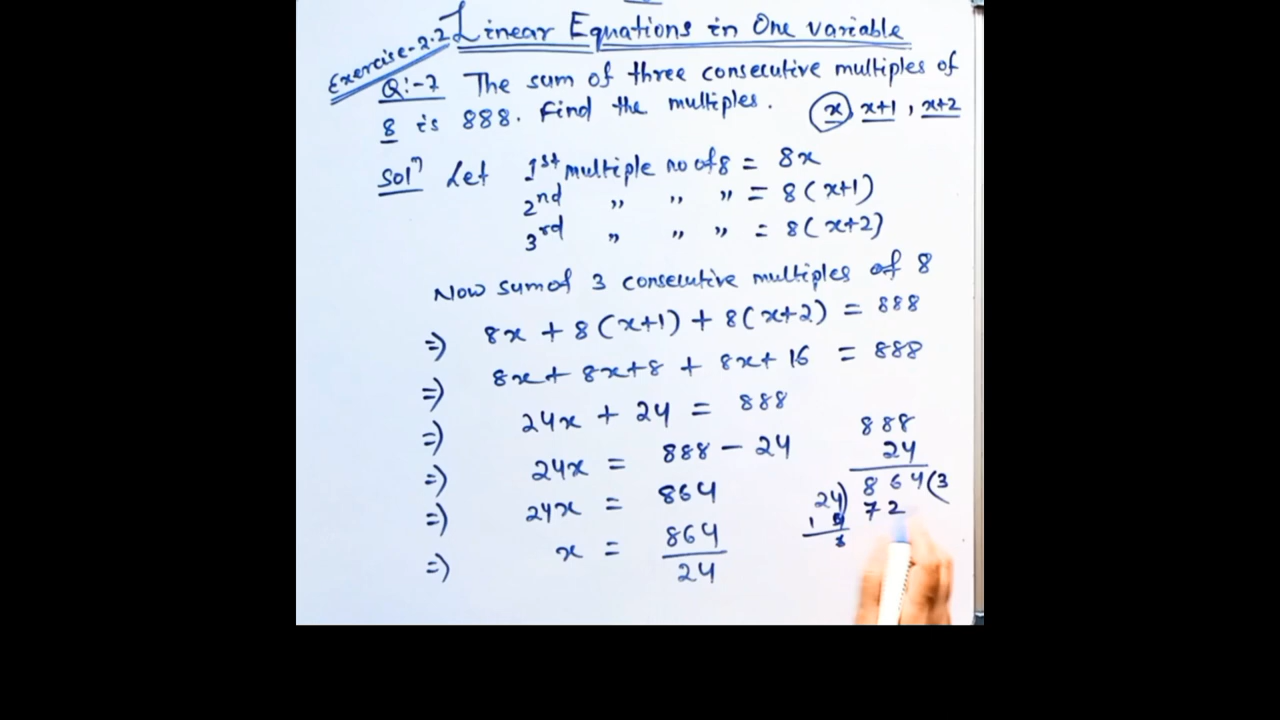 Exercise-2.2 Linear Equations in One variable
Q:-7 The sum of three consecutive multiples of
8 is 888. Find the multiples. x, x+1, x+2
Solⁿ Let 1st multiple no of 8 = 8x
2nd ,, ,, ,, = 8(x+1)
3rd ,, ,, ,, = 8(x+2)
Now sum of 3 consecutive multiples of 8
=) 8x + 8(x+1) + 8(x+2) = 888
=) 8x + 8x+8 + 8x+16 = 888
=) 24x + 24 = 888
=) 24x = 888 - 24
=) 24x = 864
=) x = 864/24
888
24
24) 864 (3
72